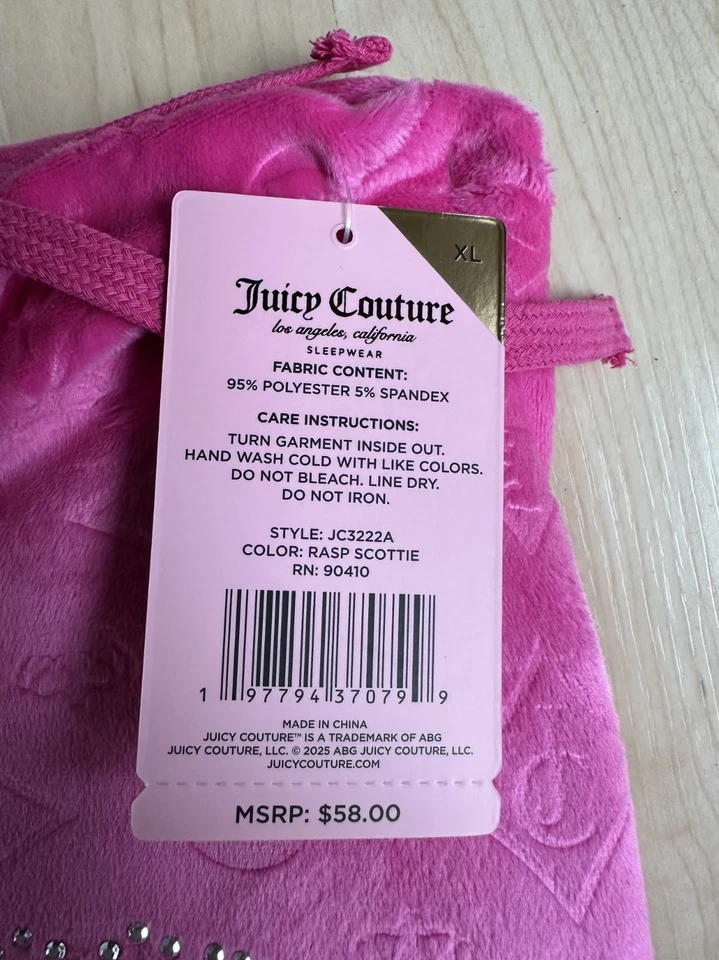 XL
Juicy Couture
los angeles, california
SLEEPWEAR
FABRIC CONTENT:
95% POLYESTER 5% SPANDEX
CARE INSTRUCTIONS:
TURN GARMENT INSIDE OUT.
HAND WASH COLD WITH LIKE COLORS.
DO NOT BLEACH. LINE DRY.
DO NOT IRON.
STYLE: JC3222A
COLOR: RASP SCOTTIE
RN: 90410
1 97794 37079 9
MADE IN CHINA
JUICY COUTURE™ IS A TRADEMARK OF ABG
JUICY COUTURE, LLC. © 2025 ABG JUICY COUTURE, LLC.
JUICYCOUTURE.COM
MSRP: $58.00